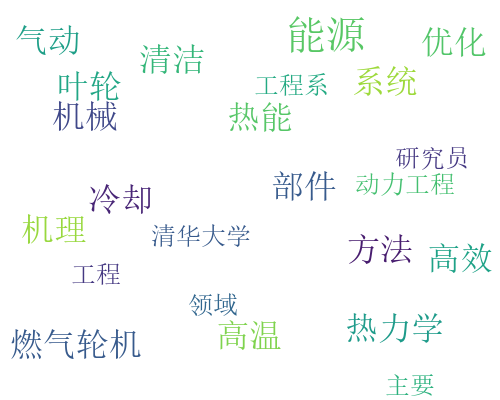 能源
气动
优化
清洁
系统
叶轮
工程系
机械
热能
研究员
动力工程
部件
冷却
机理
清华大学
方法
高效
工程
领域
热力学
高温
燃气轮机
主要